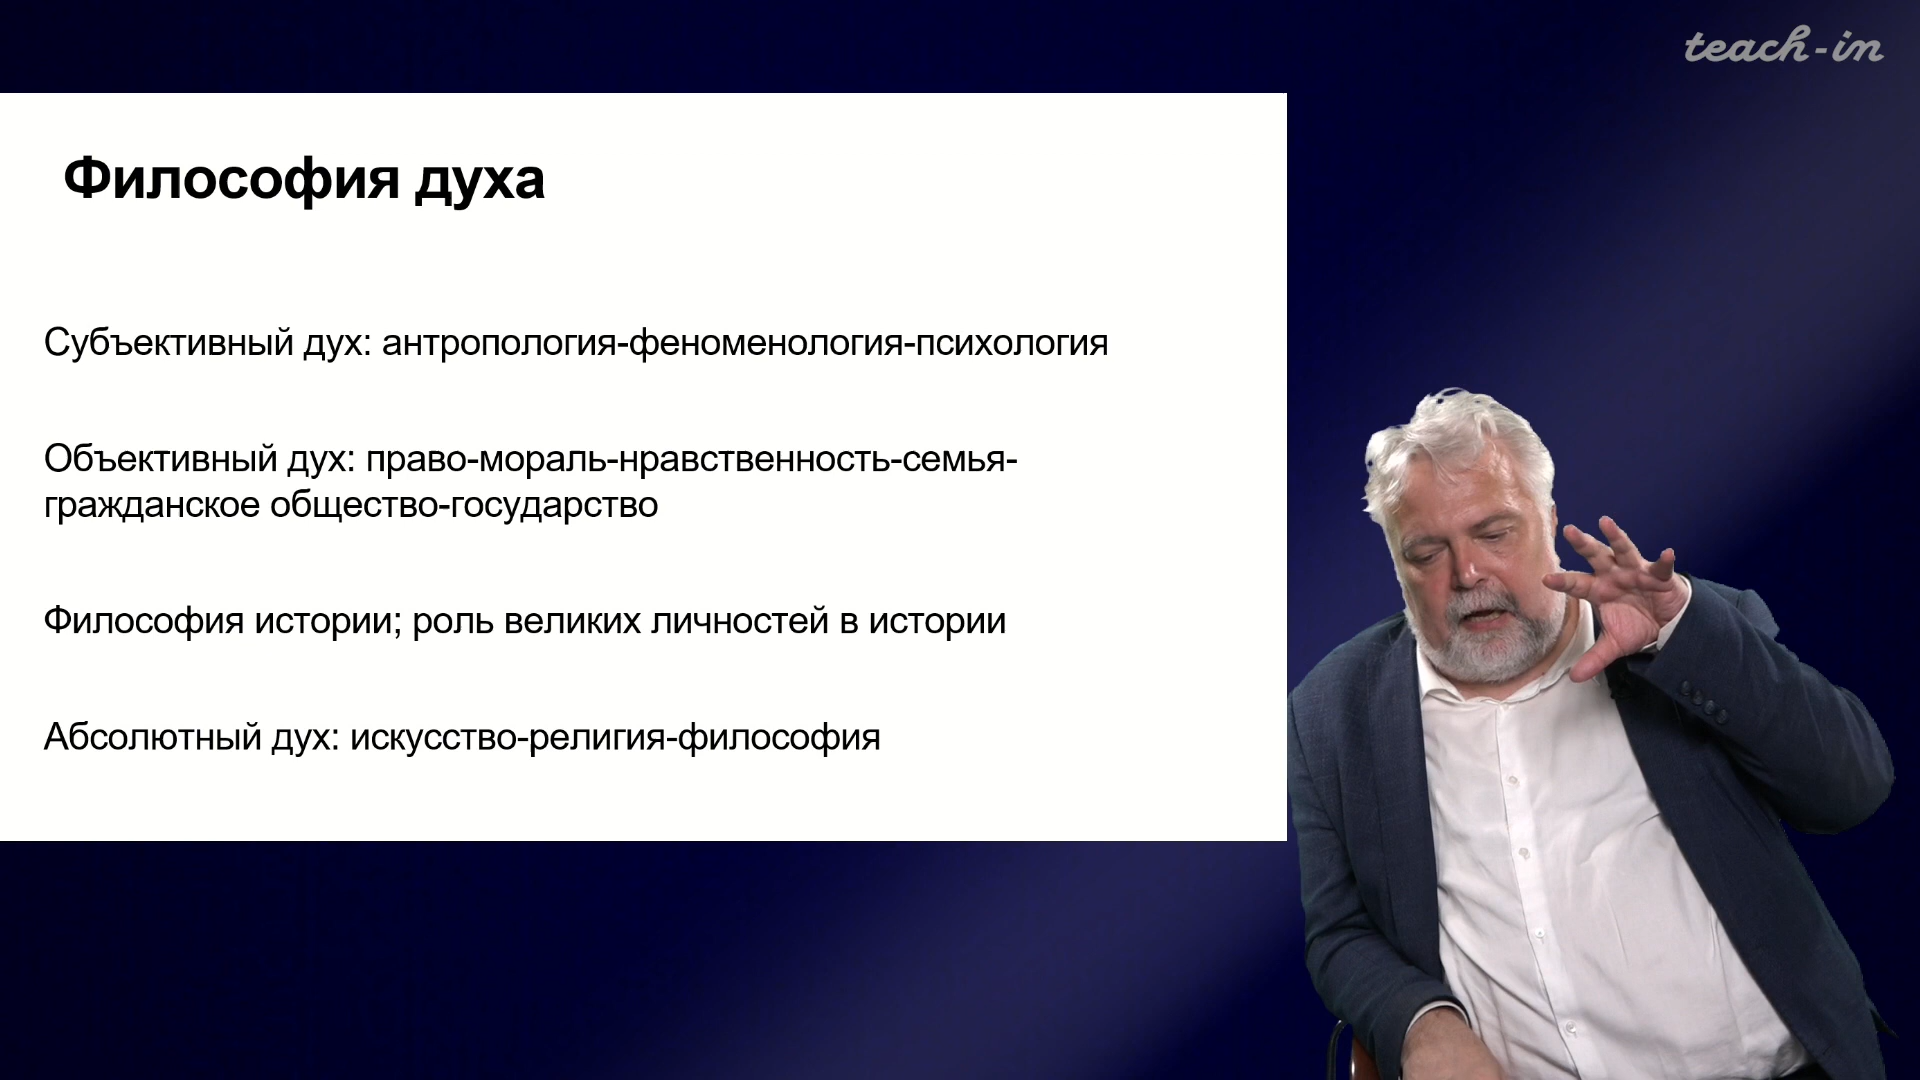 teach-in
Философия духа
Субъективный дух: антропология-феноменология-психология
Объективный дух: право-мораль-нравственность-семья-
гражданское общество-государство
Философия истории; роль великих личностей в истории
Абсолютный дух: искусство-религия-философия